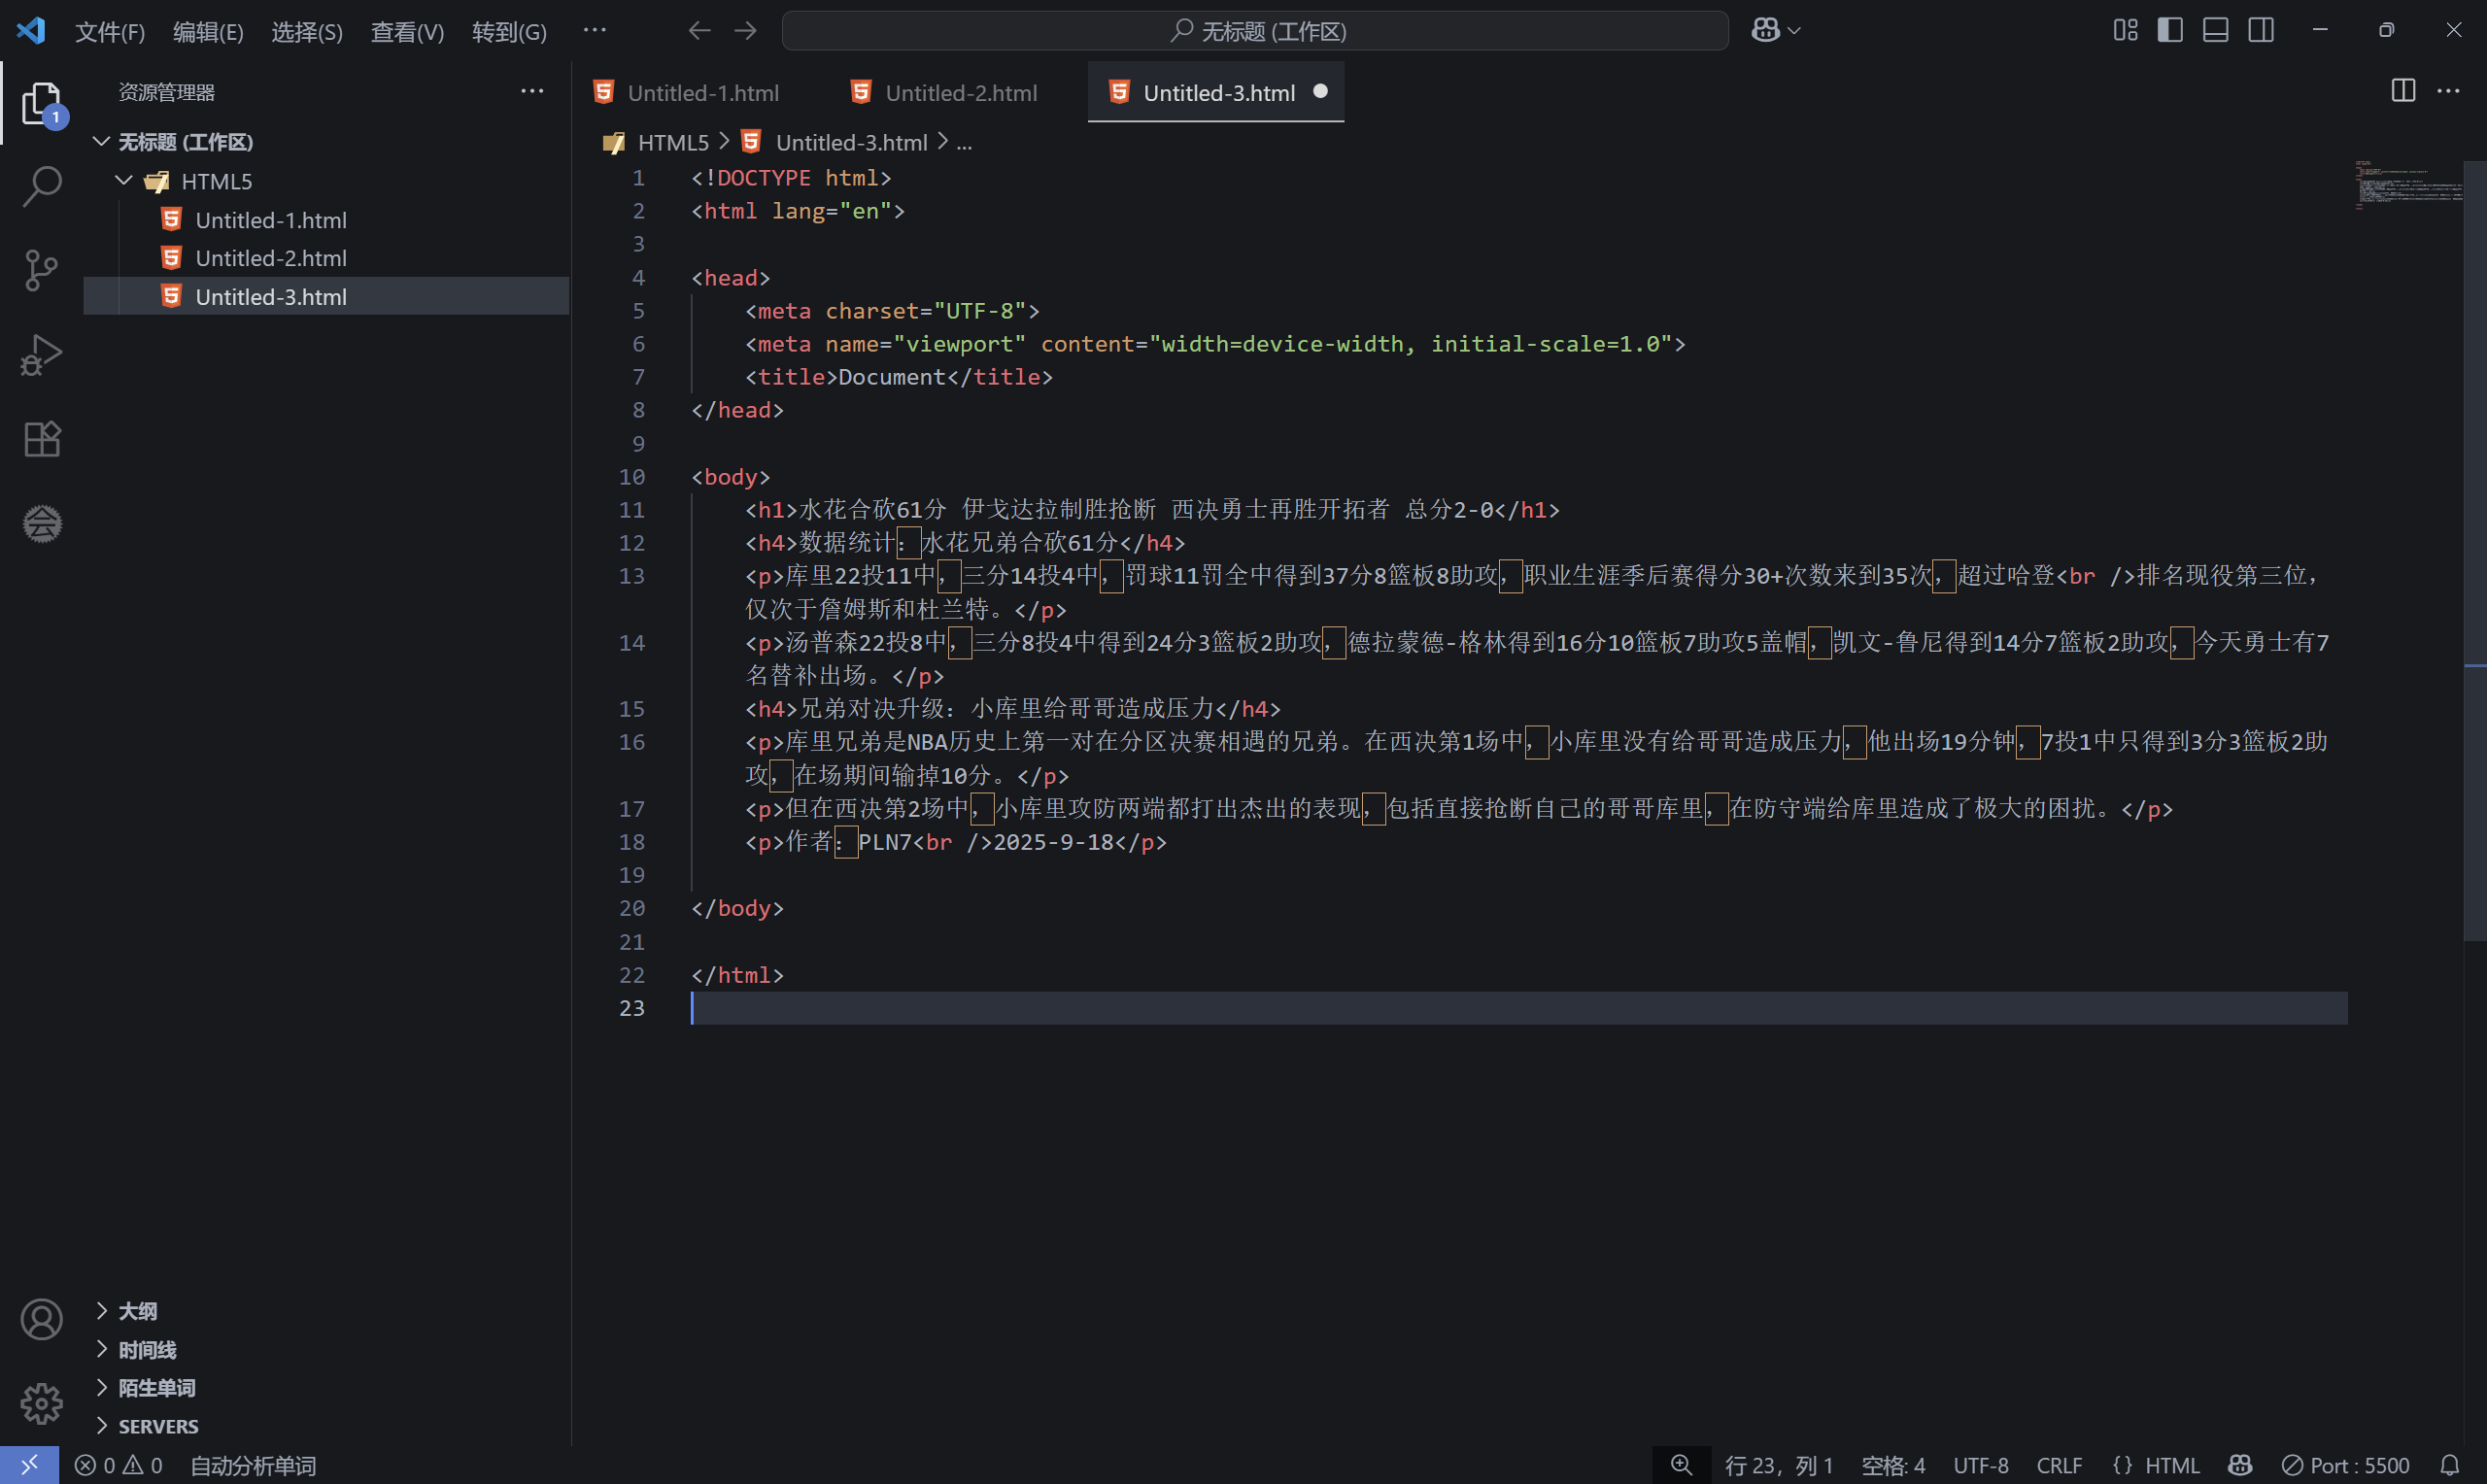 文件(F) 编辑(E) 选择(S) 查看(V) 转到(G) ··· 无标题 (工作区)
资源管理器 ···
1
无标题 (工作区)
HTML5
Untitled-1.html
Untitled-2.html
Untitled-3.html
Untitled-1.html Untitled-2.html Untitled-3.html
HTML5 > Untitled-3.html > ...
1 <!DOCTYPE html>
2 <html lang="en">
3
4 <head>
5 <meta charset="UTF-8">
6 <meta name="viewport" content="width=device-width, initial-scale=1.0">
7 <title>Document</title>
8 </head>
9
10 <body>
11 <h1>水花合砍61分 伊戈达拉制胜抢断 西决勇士再胜开拓者 总分2-0</h1>
12 <h4>数据统计：水花兄弟合砍61分</h4>
13 <p>库里22投11中，三分14投4中，罚球11罚全中得到37分8篮板8助攻，职业生涯季后赛得分30+次数来到35次，超过哈登<br />排名现役第三位，
仅次于詹姆斯和杜兰特。</p>
14 <p>汤普森22投8中，三分8投4中得到24分3篮板2助攻，德拉蒙德-格林得到16分10篮板7助攻5盖帽，凯文-鲁尼得到14分7篮板2助攻，今天勇士有7
名替补出场。</p>
15 <h4>兄弟对决升级：小库里给哥哥造成压力</h4>
16 <p>库里兄弟是NBA历史上第一对在分区决赛相遇的兄弟。在西决第1场中，小库里没有给哥哥造成压力，他出场19分钟，7投1中只得到3分3篮板2助
攻，在场期间输掉10分。</p>
17 <p>但在西决第2场中，小库里攻防两端都打出杰出的表现，包括直接抢断自己的哥哥库里，在防守端给库里造成了极大的困扰。</p>
18 <p>作者：PLN7<br />2025-9-18</p>
19
20 </body>
21
22 </html>
23
大纲
时间线
陌生单词
SERVERS
0 0 自动分析单词 行 23，列 1 空格: 4 UTF-8 CRLF {} HTML Port : 5500